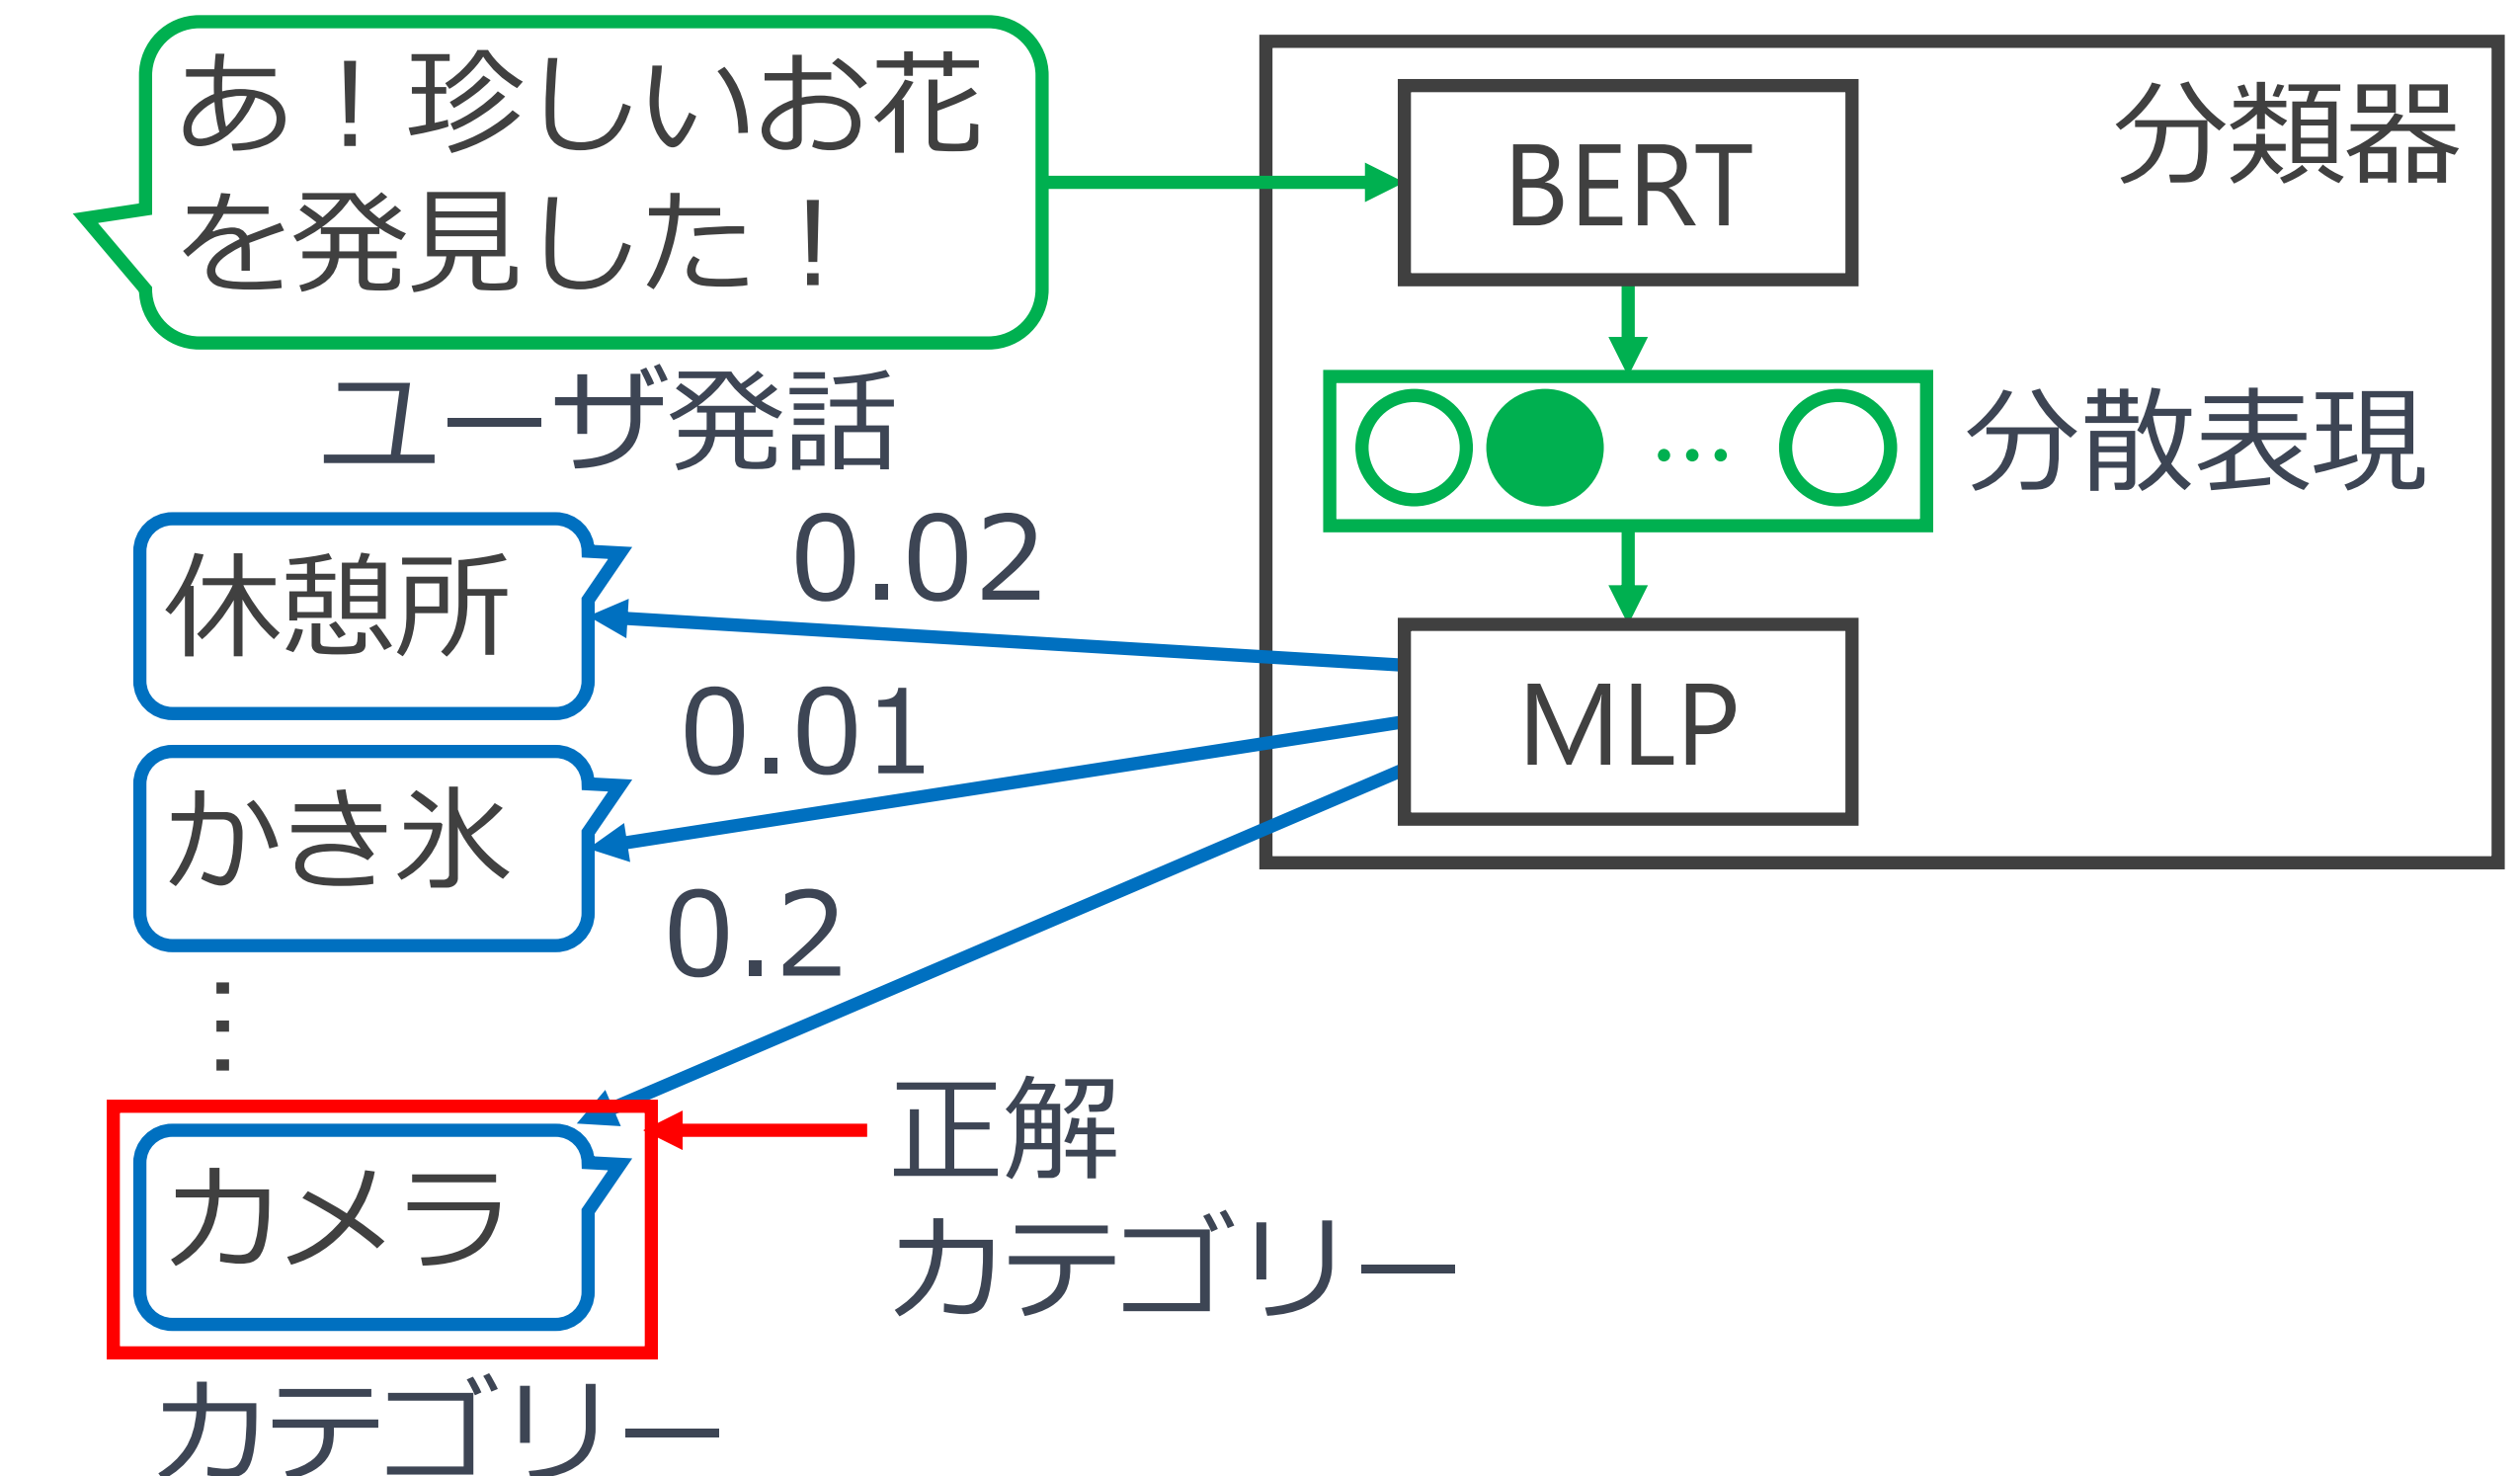 あ！珍しいお花
を発見した！
ユーザ発話
BERT
分類器
分散表現
MLP
0.02
休憩所
0.01
かき氷
0.2
カメラ
正解
カテゴリー
カテゴリー